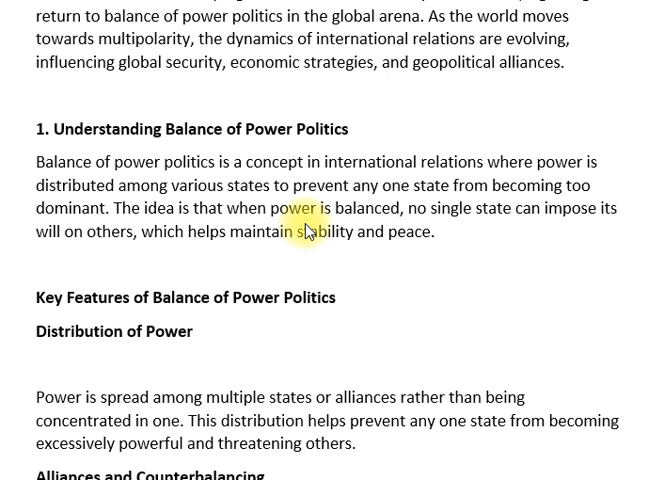 return to balance of power politics in the global arena. As the world moves
towards multipolarity, the dynamics of international relations are evolving,
influencing global security, economic strategies, and geopolitical alliances.
1. Understanding Balance of Power Politics
Balance of power politics is a concept in international relations where power is
distributed among various states to prevent any one state from becoming too
dominant. The idea is that when power is balanced, no single state can impose its
will on others, which helps maintain stability and peace.
Key Features of Balance of Power Politics
Distribution of Power
Power is spread among multiple states or alliances rather than being
concentrated in one. This distribution helps prevent any one state from becoming
excessively powerful and threatening others.
Alliances and Counterbalancing